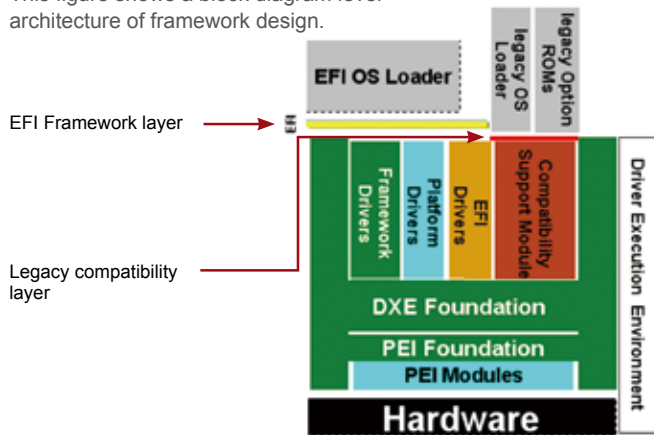 This figure shows a block diagram level
architecture of framework design.
EFI OS Loader
legacy OS
Loader
legacy Option
ROMs
EFI Framework layer
EFI
Framework
Drivers
Platform
Drivers
EFI
Drivers
Compatibility
Support Module
Driver Execution Environment
Legacy compatibility
layer
DXE Foundation
PEI Foundation
PEI Modules
Hardware